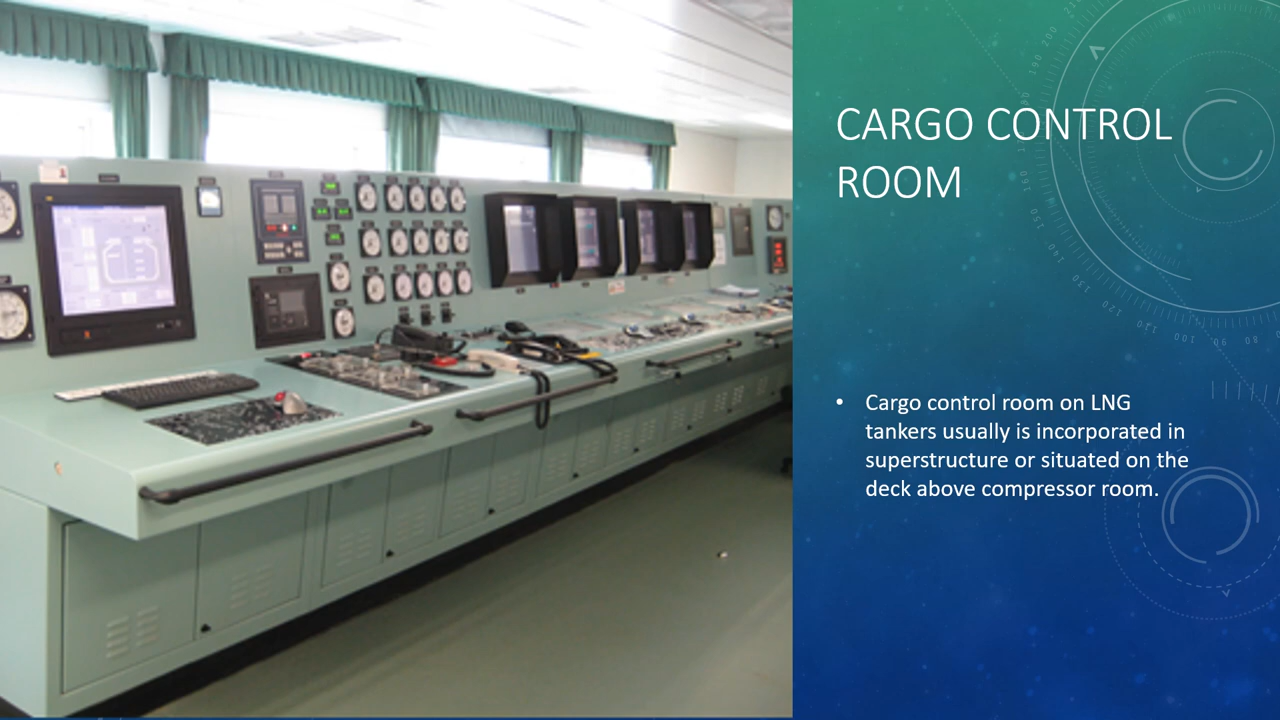 CARGO CONTROL
ROOM
• Cargo control room on LNG
tankers usually is incorporated in
superstructure or situated on the
deck above compressor room.